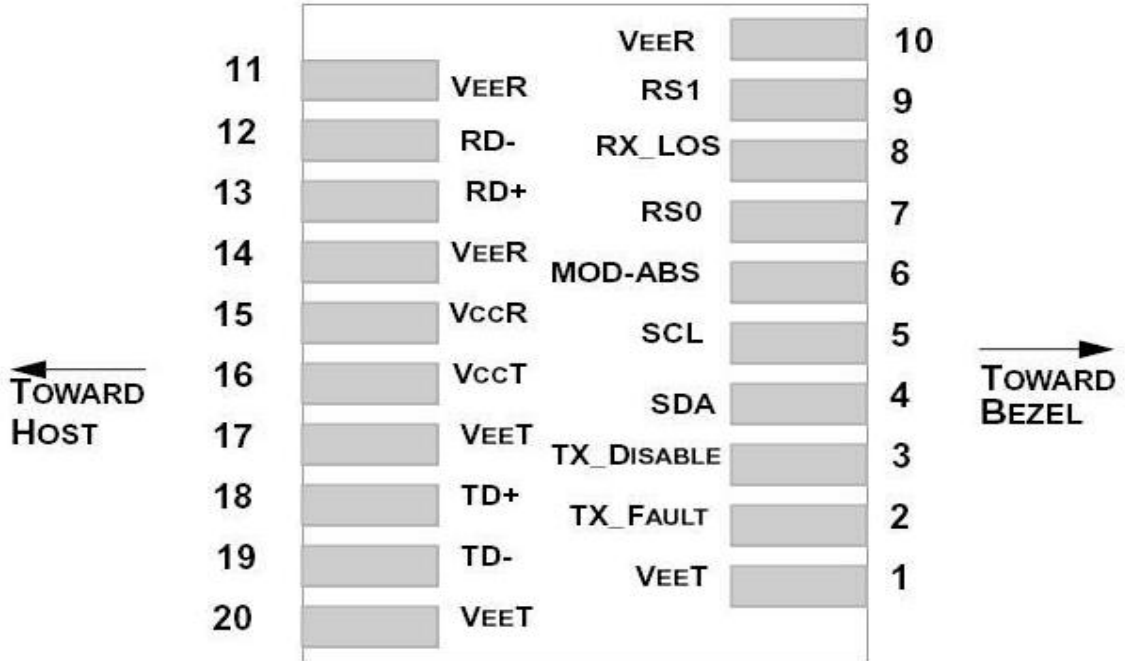 11 VEER
12 RD-
13 RD+
14 VEER
15 VCCR
16 VCCT
17 VEET
18 TD+
19 TD-
20 VEET
VEER 10
RS1 9
RX_LOS 8
RS0 7
MOD-ABS 6
SCL 5
SDA 4
TX_DISABLE 3
TX_FAULT 2
VEET 1
TOWARD
HOST
TOWARD
BEZEL